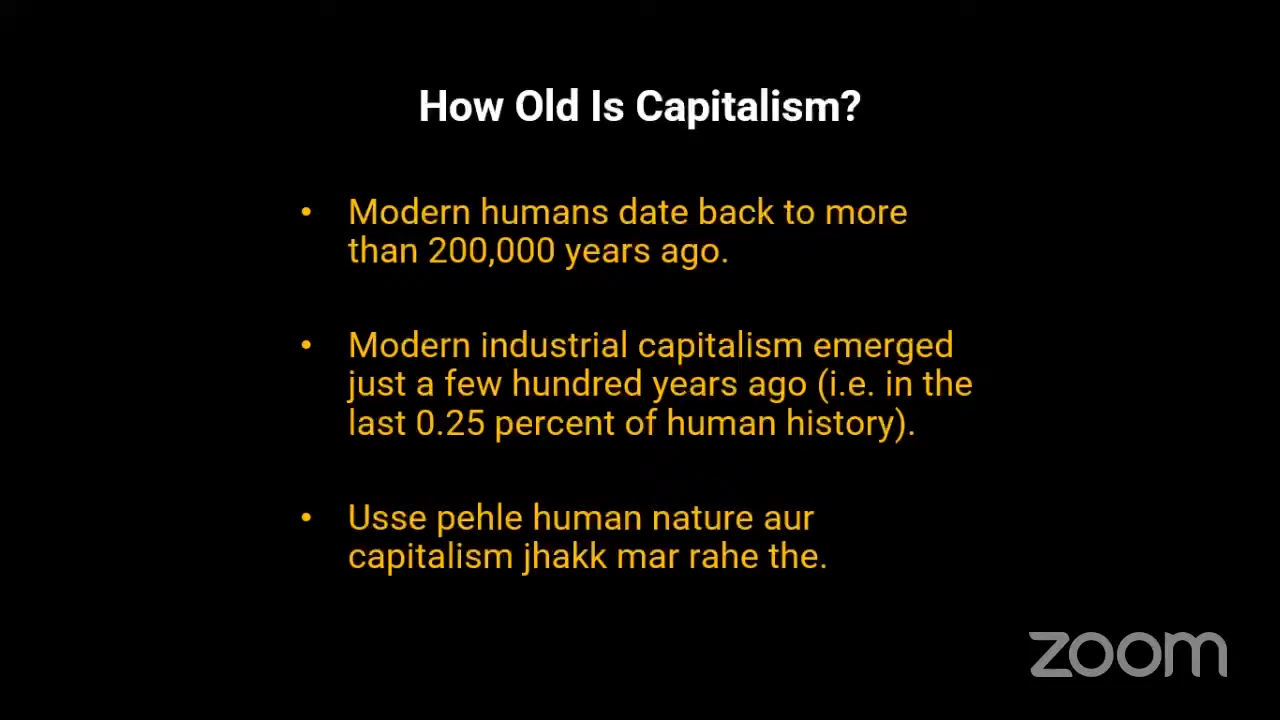 How Old Is Capitalism?
• Modern humans date back to more
than 200,000 years ago.
• Modern industrial capitalism emerged
just a few hundred years ago (i.e. in the
last 0.25 percent of human history).
• Usse pehle human nature aur
capitalism jhakk mar rahe the.
zoom